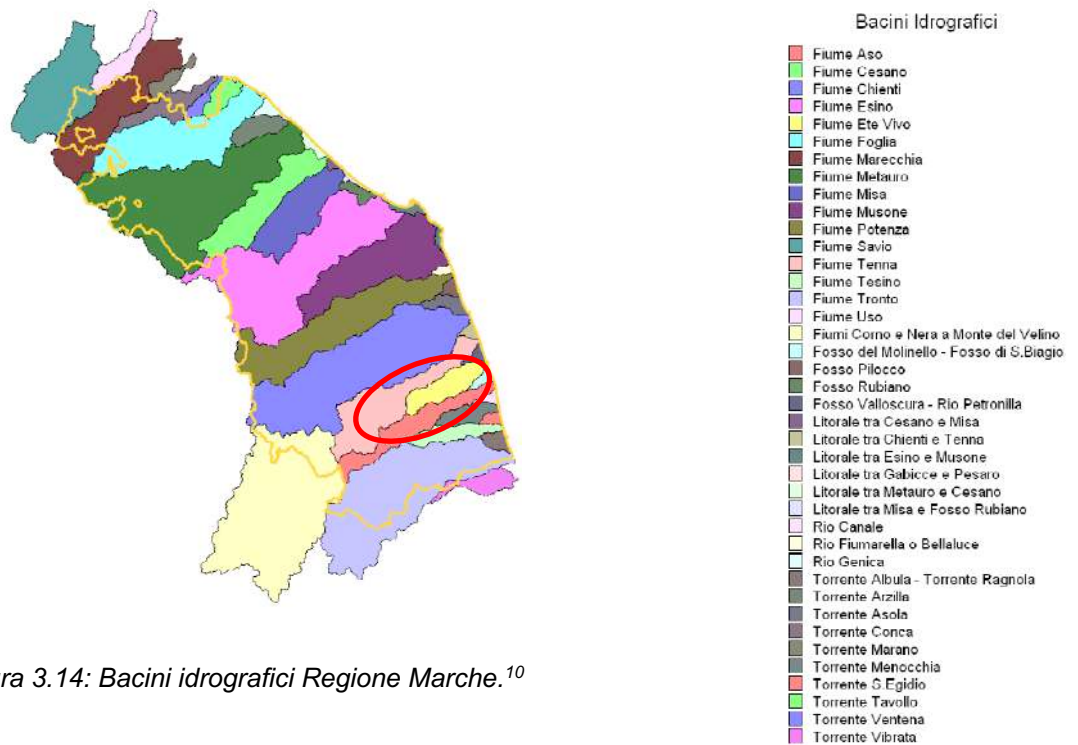 Bacini Idrografici
Fiume Aso
Fiume Cesano
Fiume Chienti
Fiume Esino
Fiume Ete Vivo
Fiume Foglia
Fiume Marecchia
Fiume Metauro
Fiume Misa
Fiume Musone
Fiume Potenza
Fiume Savio
Fiume Tenna
Fiume Tesino
Fiume Tronto
Fiume Uso
Fiumi Corno e Nera a Monte del Velino
Fosso del Molinello - Fosso di S.Biagio
Fosso Pilocco
Fosso Rubiano
Fosso Valloscura - Rio Petronilla
Litorale tra Cesano e Misa
Litorale tra Chienti e Tenna
Litorale tra Esino e Musone
Litorale tra Gabicce e Pesaro
Litorale tra Metauro e Cesano
Litorale tra Misa e Fosso Rubiano
Rio Canale
Rio Fiumarella o Bellaluce
Rio Genica
Torrente Albula - Torrente Ragnola
Torrente Arzilla
Torrente Asola
Torrente Conca
Torrente Marano
Torrente Menocchia
Torrente S.Egidio
Torrente Tavollo
Torrente Ventena
Torrente Vibrata
ra 3.14: Bacini idrografici Regione Marche.10